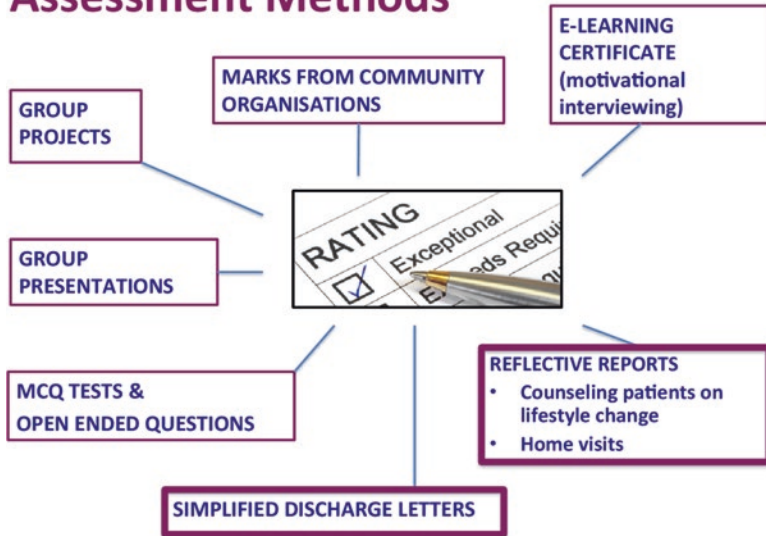 Assessment Methods
E-LEARNING
CERTIFICATE
(motivational
interviewing)
MARKS FROM COMMUNITY
ORGANISATIONS
GROUP
PROJECTS
RATING
Exceptional
GROUP
PRESENTATIONS
MCQ TESTS &
OPEN ENDED QUESTIONS
REFLECTIVE REPORTS
• Counseling patients on
lifestyle change
• Home visits
SIMPLIFIED DISCHARGE LETTERS